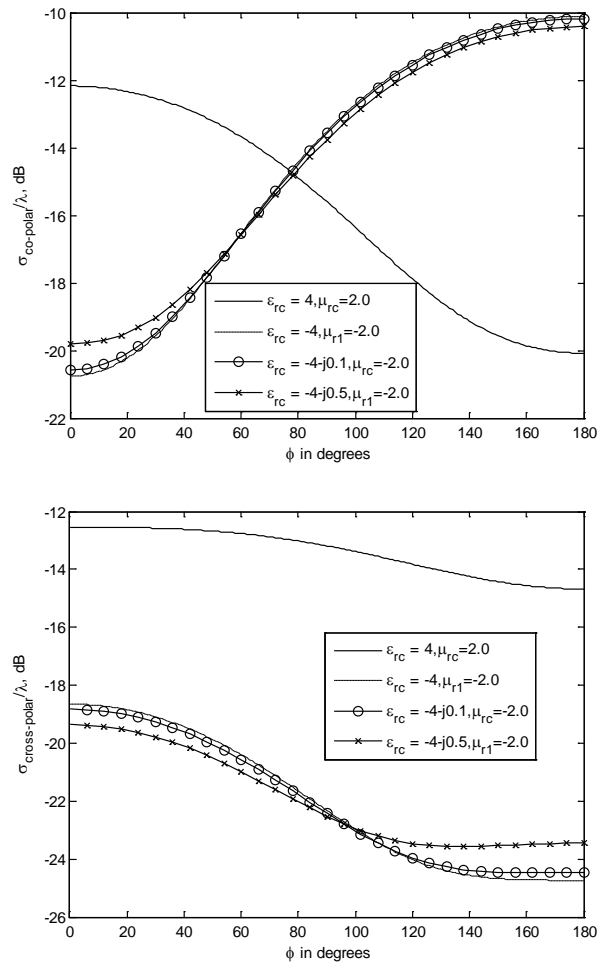 -10
-12
-14
-16
-18
-20
-22
σco-polar/λ, dB
εrc = 4,μrc=2.0
εrc = -4,μr1=-2.0
εrc = -4-j0.1,μrc=-2.0
εrc = -4-j0.5,μr1=-2.0
0 20 40 60 80 100 120 140 160 180
ϕ in degrees
-12
-14
-16
-18
-20
-22
-24
-26
σcross-polar/λ, dB
εrc = 4,μrc=2.0
εrc = -4,μr1=-2.0
εrc = -4-j0.1,μrc=-2.0
εrc = -4-j0.5,μr1=-2.0
0 20 40 60 80 100 120 140 160 180
ϕ in degrees